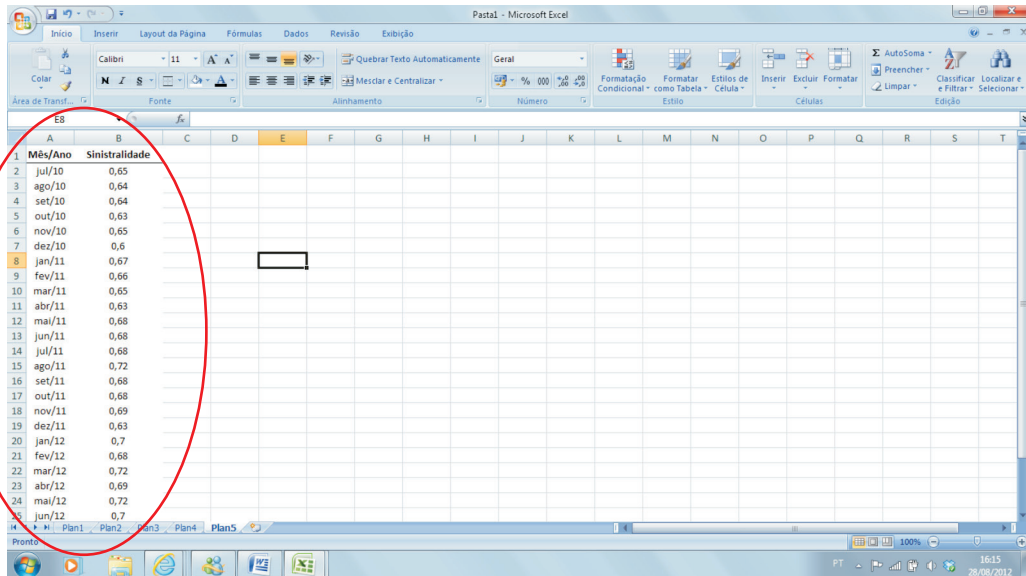 Pasta1 - Microsoft Excel
Início Inserir Layout da Página Fórmulas Dados Revisão Exibição
Calibri 11 A A Quebrar Texto Automaticamente Geral Σ AutoSoma
Colar N I S A Mesclar e Centralizar % 000 Formatação Condicional Formatar como Tabela Estilos de Célula Inserir Excluir Formatar Preencher Limpar Classificar e Filtrar Localizar e Selecionar
Área de Transf... Fonte Alinhamento Número Estilo Células Edição
E8 fx
A B C D E F G H I J K L M N O P Q R S T
1 Mês/Ano Sinistralidade
2 jul/10 0,65
3 ago/10 0,64
4 set/10 0,64
5 out/10 0,63
6 nov/10 0,65
7 dez/10 0,6
8 jan/11 0,67
9 fev/11 0,66
10 mar/11 0,65
11 abr/11 0,63
12 mai/11 0,68
13 jun/11 0,68
14 jul/11 0,68
15 ago/11 0,72
16 set/11 0,68
17 out/11 0,68
18 nov/11 0,69
19 dez/11 0,63
20 jan/12 0,7
21 fev/12 0,68
22 mar/12 0,72
23 abr/12 0,69
24 mai/12 0,72
25 jun/12 0,7
Plan1 Plan2 Plan3 Plan4 Plan5
Pronto 100%
PT 16:15
28/08/2012